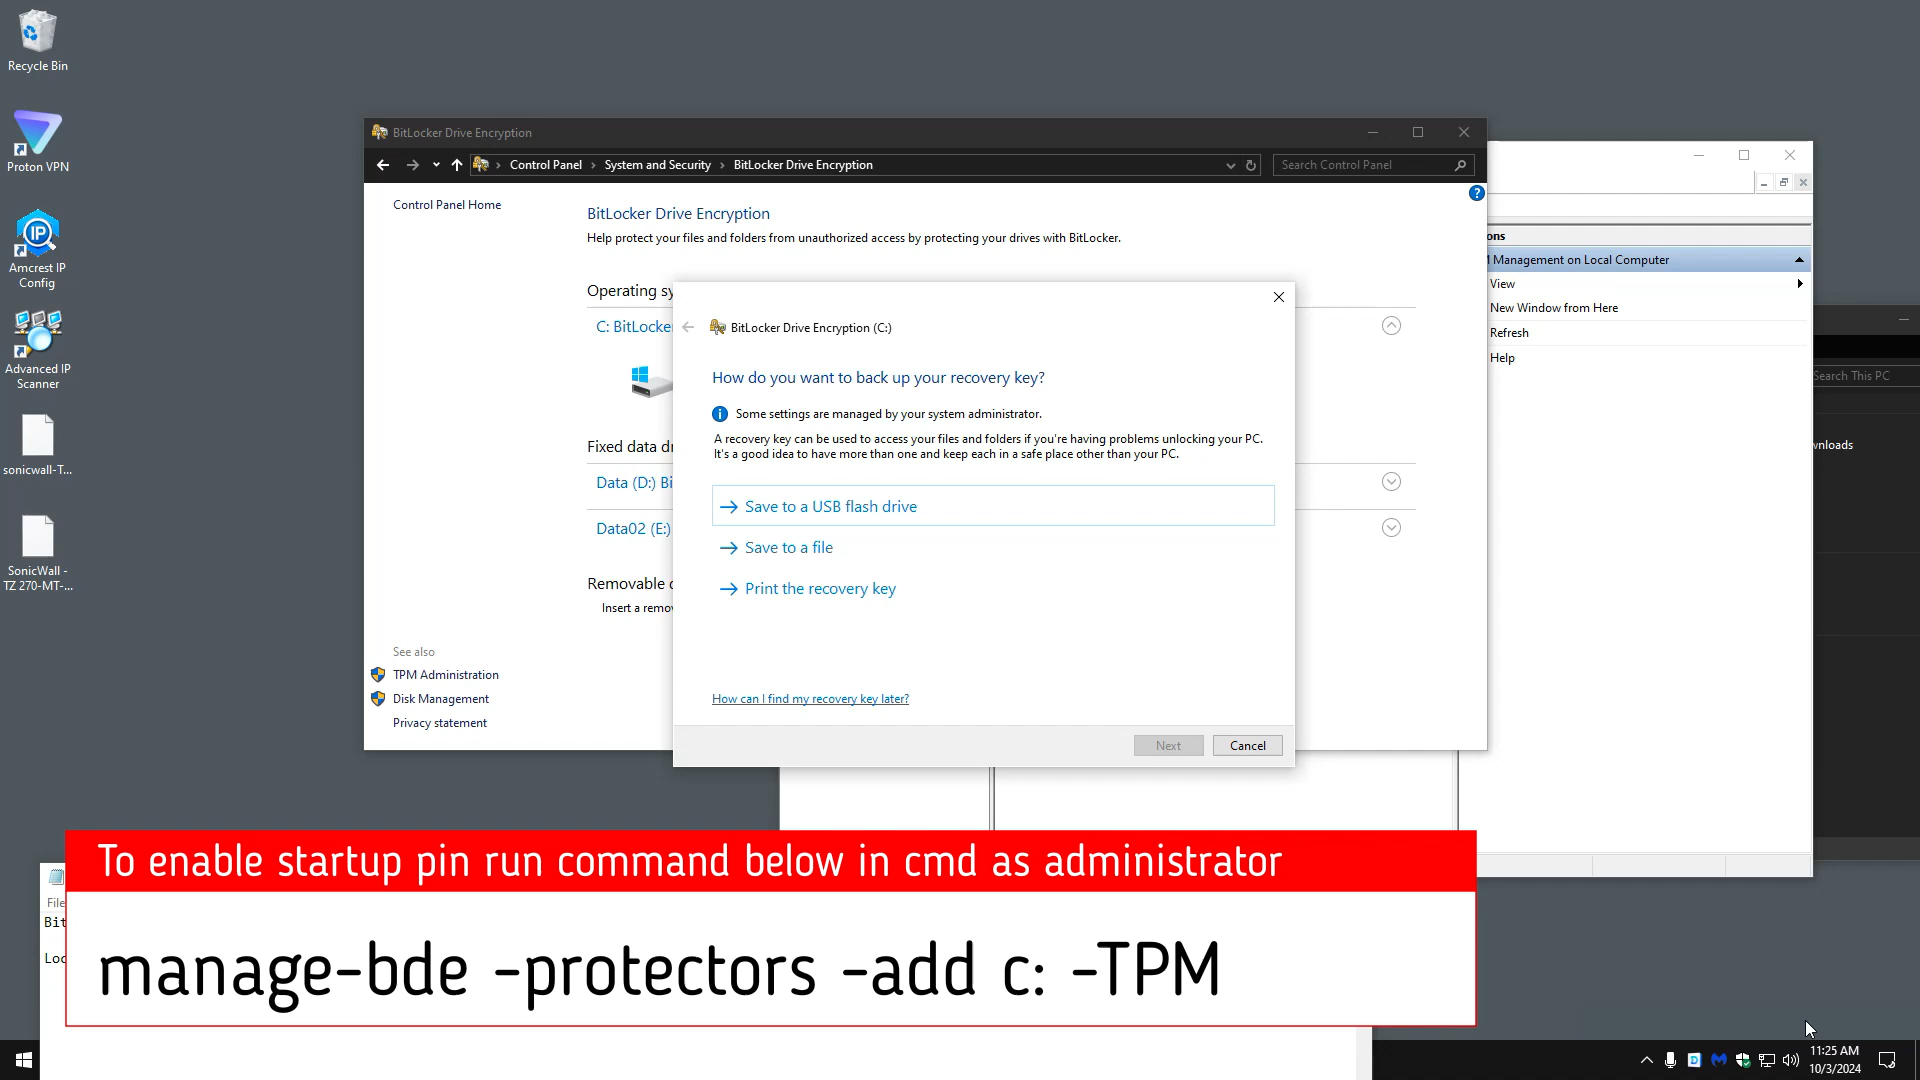 Recycle Bin
Proton VPN
Amcrest IP
Config
Advanced IP
Scanner
sonicwall-T...
SonicWall -
TZ 270-MT-...
BitLocker Drive Encryption
Control Panel
System and Security
BitLocker Drive Encryption
Search Control Panel
Control Panel Home
BitLocker Drive Encryption
Help protect your files and folders from unauthorized access by protecting your drives with BitLocker.
Operating sy
C: BitLocke
Fixed data d
Data (D:) Bi
Data02 (E:)
Removable
Insert a remo
See also
TPM Administration
Disk Management
Privacy statement
BitLocker Drive Encryption (C:)
How do you want to back up your recovery key?
Some settings are managed by your system administrator.
A recovery key can be used to access your files and folders if you're having problems unlocking your PC.
It's a good idea to have more than one and keep each in a safe place other than your PC.
Save to a USB flash drive
Save to a file
Print the recovery key
How can I find my recovery key later?
Next
Cancel
ons
Management on Local Computer
View
New Window from Here
Refresh
Help
Search This PC
wnloads
File
Bit
Loc
To enable startup pin run command below in cmd as administrator
manage-bde -protectors -add c: -TPM
11:25 AM
10/3/2024